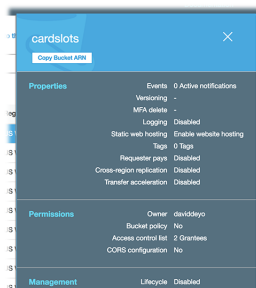 cardslots
Copy Bucket ARN
Properties
Events 0 Active notifications
Versioning -
MFA delete -
Logging Disabled
Static web hosting Enable website hosting
Tags 0 Tags
Requester pays Disabled
Cross-region replication Disabled
Transfer acceleration Disabled
Permissions
Owner daviddeyo
Bucket policy No
Access control list 2 Grantees
CORS configuration No
Management
Lifecycle Disabled